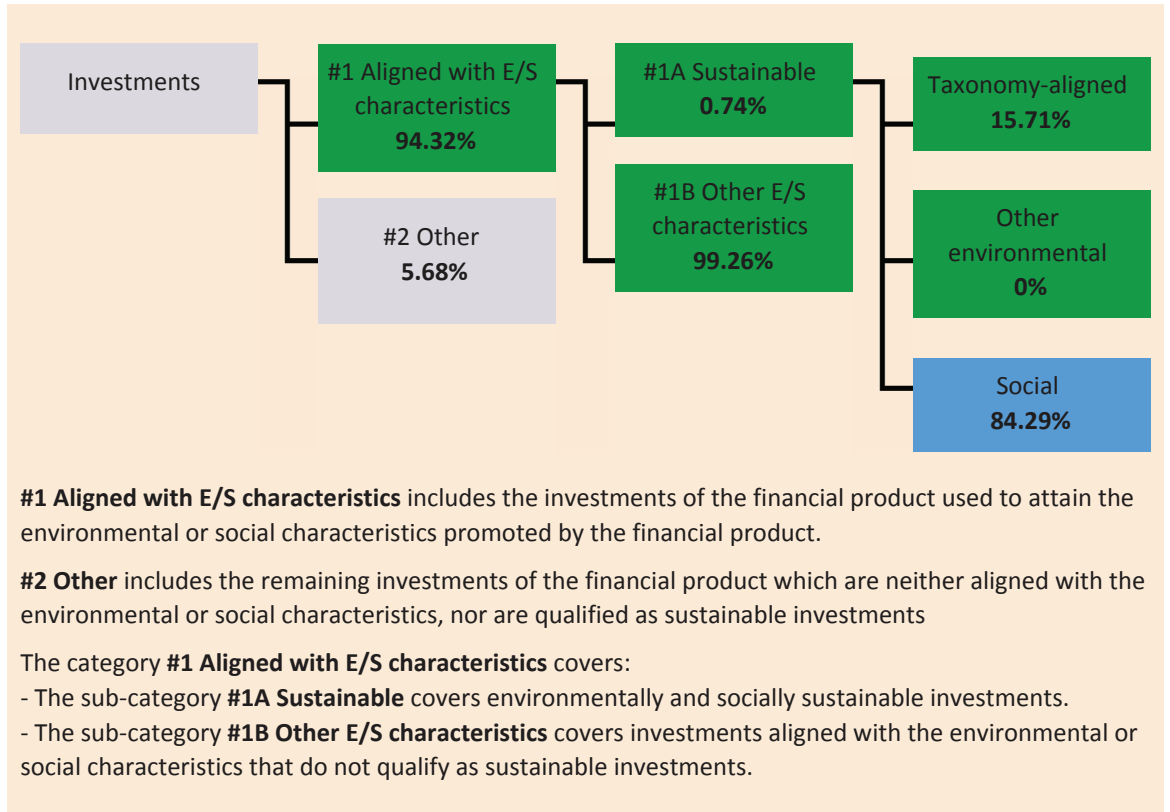 Investments
#1 Aligned with E/S
characteristics
94.32%
#2 Other
5.68%
#1A Sustainable
0.74%
#1B Other E/S
characteristics
99.26%
Taxonomy-aligned
15.71%
Other
environmental
0%
Social
84.29%
#1 Aligned with E/S characteristics includes the investments of the financial product used to attain the
environmental or social characteristics promoted by the financial product.
#2 Other includes the remaining investments of the financial product which are neither aligned with the
environmental or social characteristics, nor are qualified as sustainable investments
The category #1 Aligned with E/S characteristics covers:
- The sub-category #1A Sustainable covers environmentally and socially sustainable investments.
- The sub-category #1B Other E/S characteristics covers investments aligned with the environmental or
social characteristics that do not qualify as sustainable investments.